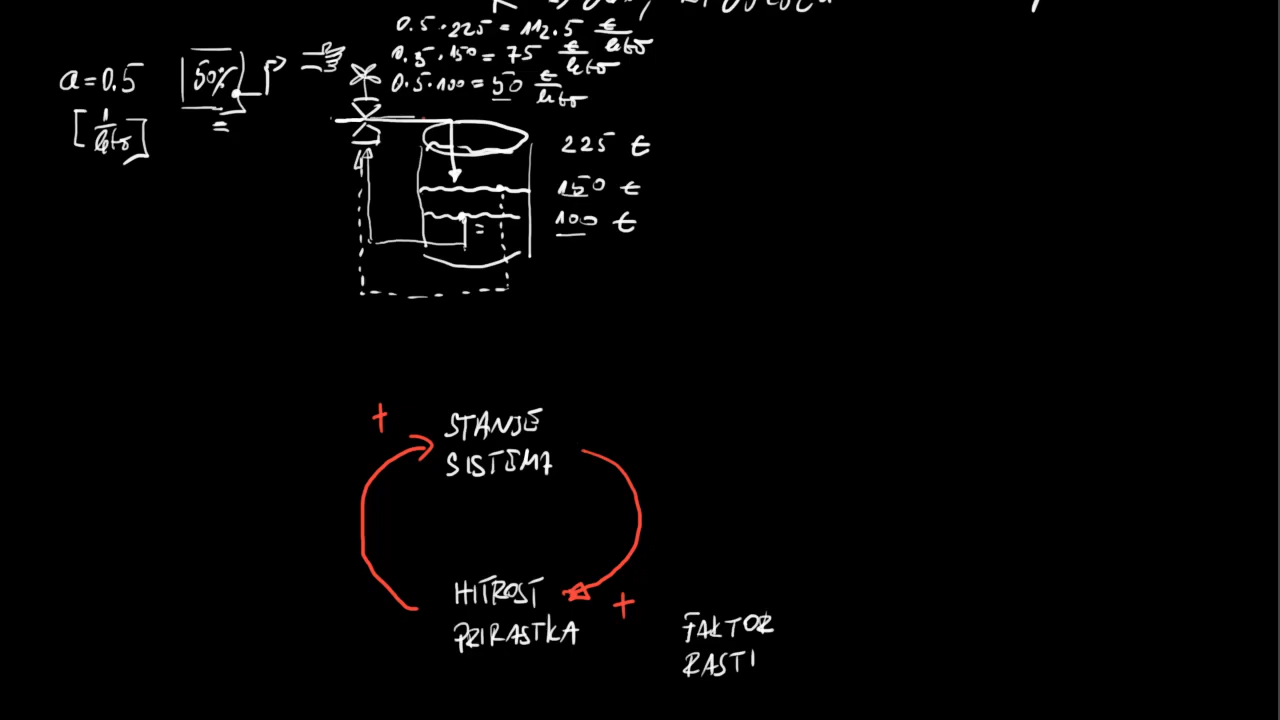 0.5 · 225 = 112.5 €/leto
0.5 · 150 = 75 €/leto
0.5 · 100 = 50 €/leto
a = 0.5
[1/leto]
50%
225 €
150 €
100 €
+
STANJE
SISTEMA
HITROST
PRIRASTKA
+
FAKTOR
RASTI